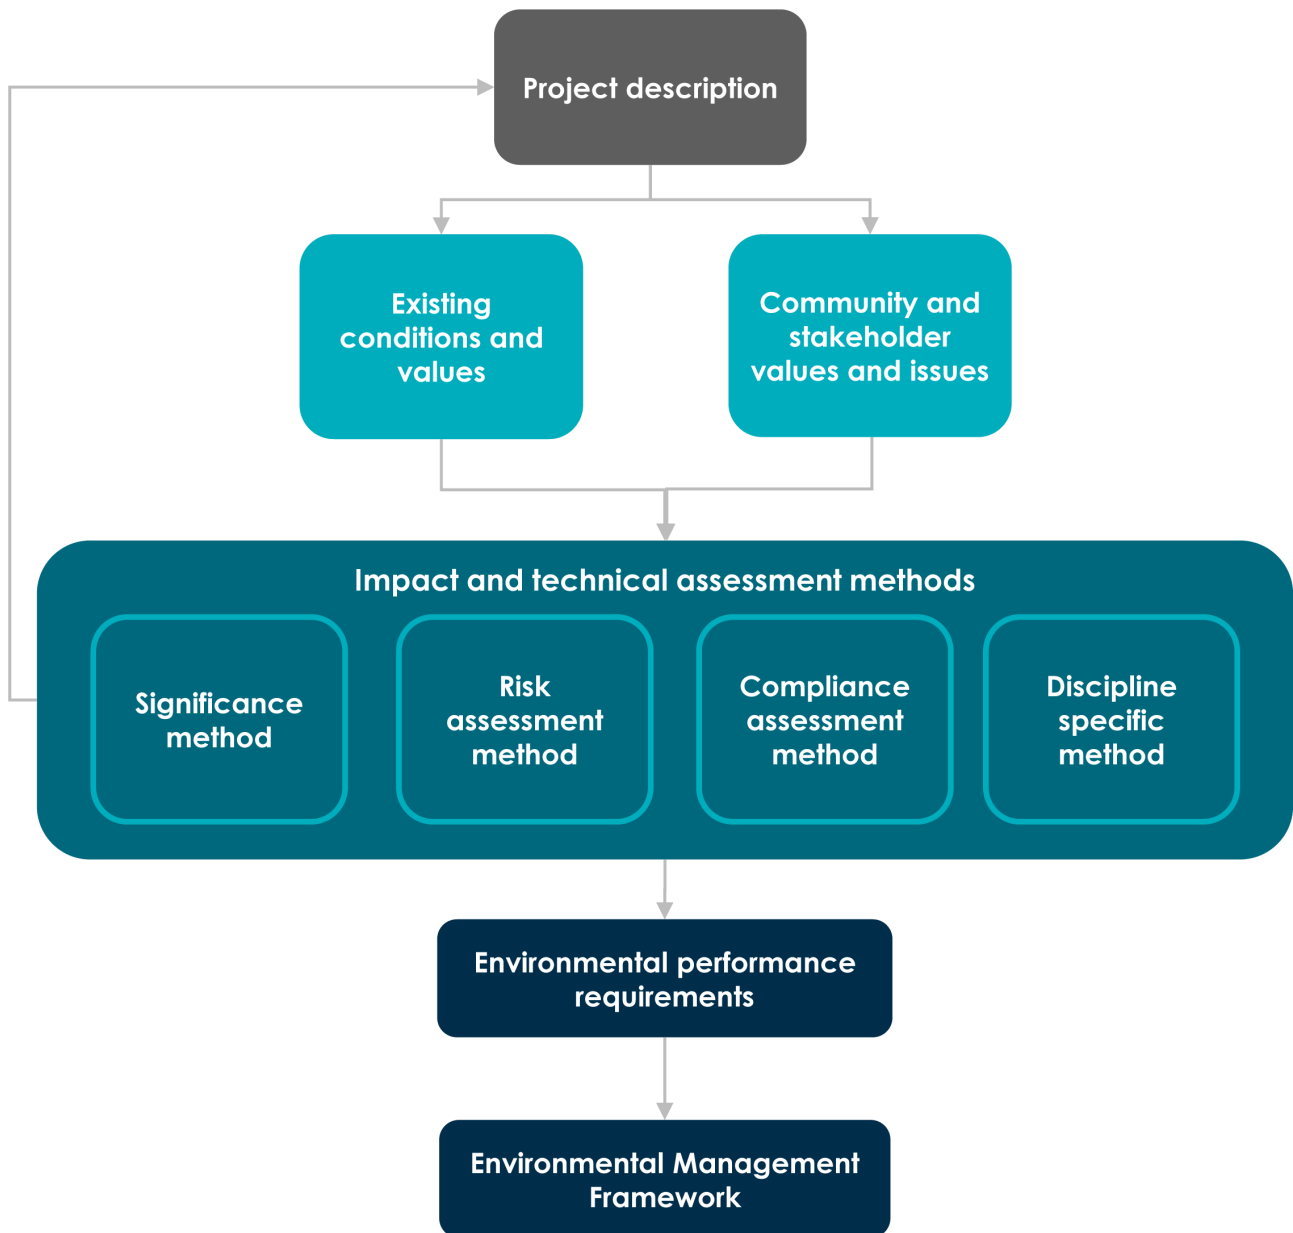 Project description
Existing
conditions and
values
Community and
stakeholder
values and issues
Impact and technical assessment methods
Significance
method
Risk
assessment
method
Compliance
assessment
method
Discipline
specific
method
Environmental performance
requirements
Environmental Management
Framework